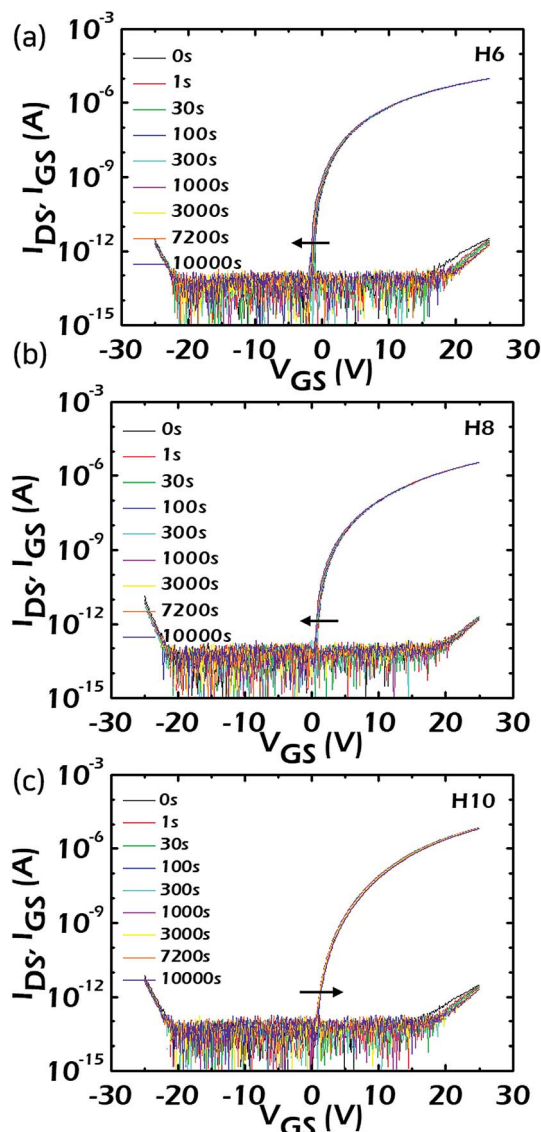 (a)
10⁻³
10⁻⁶
10⁻⁹
10⁻¹²
10⁻¹⁵
I_DS, I_GS (A)
H6
0s
1s
30s
100s
300s
1000s
3000s
7200s
10000s
-30 -20 -10 0 10 20 30
V_GS (V)
(b)
10⁻³
10⁻⁶
10⁻⁹
10⁻¹²
10⁻¹⁵
I_DS, I_GS (A)
H8
0s
1s
30s
100s
300s
1000s
3000s
7200s
10000s
-30 -20 -10 0 10 20 30
V_GS (V)
(c)
10⁻³
10⁻⁶
10⁻⁹
10⁻¹²
10⁻¹⁵
I_DS, I_GS (A)
H10
0s
1s
30s
100s
300s
1000s
3000s
7200s
10000s
-30 -20 -10 0 10 20 30
V_GS (V)